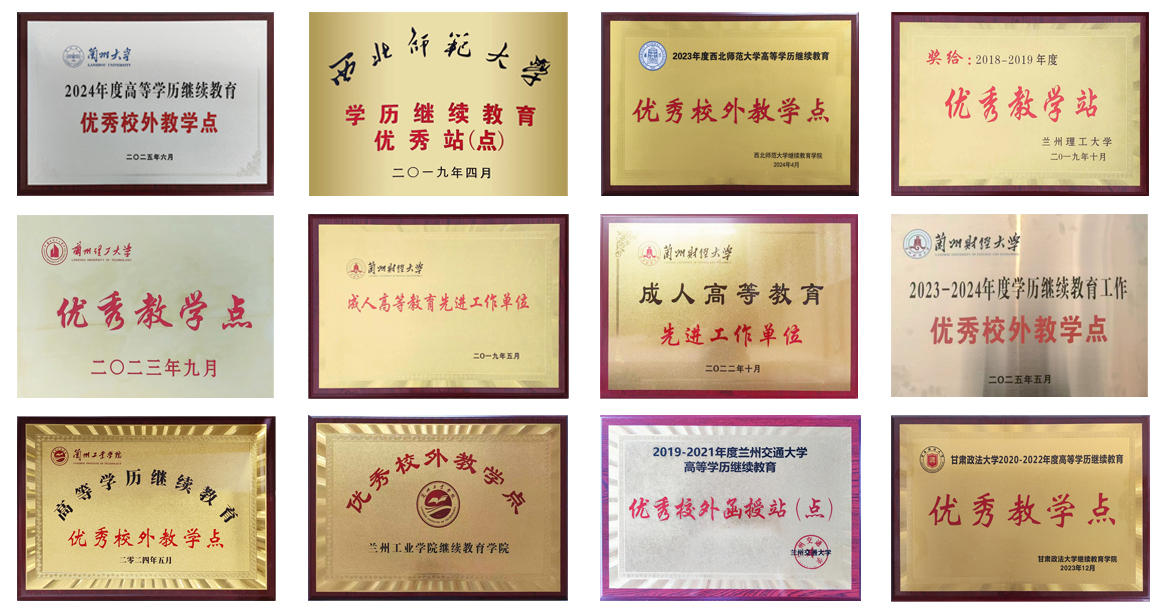 兰州大学
LANZHOU UNIVERSITY
2024年度高等学历继续教育
优秀校外教学点
二〇二五年六月
西北师范大学
学历继续教育
优秀站(点)
二〇一九年四月
2023年度西北师范大学高等学历继续教育
优秀校外教学点
西北师范大学继续教育学院
2024年4月
奖给:2018-2019年度
优秀教学站
兰州理工大学
二〇一九年十月
蘭州理工大学
优秀教学点
二〇二三年九月
蘭州财经大学
成人高等教育先进工作单位
二〇一九年五月
蘭州财经大学
成人高等教育
先进工作单位
二〇二二年十月
蘭州财经大学
2023-2024年度学历继续教育工作
优秀校外教学点
二〇二五年五月
蘭州工业学院
高等学历继续教育
优秀校外教学点
二零二四年五月
优秀校外教学点
兰州工业学院继续教育学院
2019-2021年度兰州交通大学
高等学历继续教育
优秀校外函授站(点)
兰州交通大学
甘肃政法大学2020-2022年度高等学历继续教育
优秀教学点
甘肃政法大学继续教育学院
2023年12月